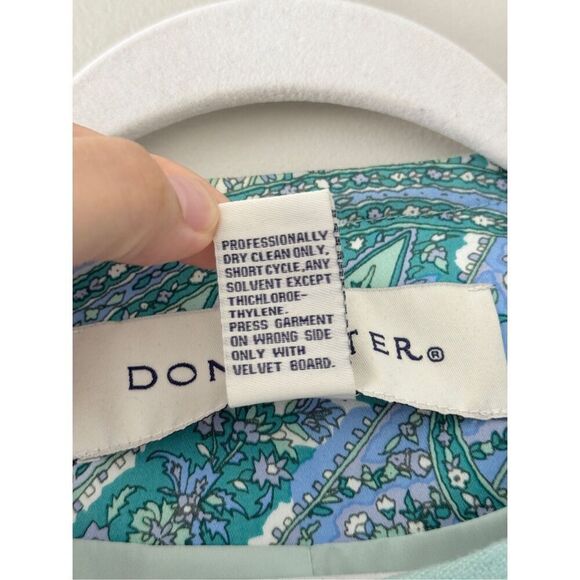 PROFESSIONALLY
DRY CLEAN ONLY,
SHORT CYCLE, ANY
SOLVENT EXCEPT
THICHLOROE-
THYLENE.
PRESS GARMENT
ON WRONG SIDE
ONLY WITH
VELVET BOARD.
DON TER®